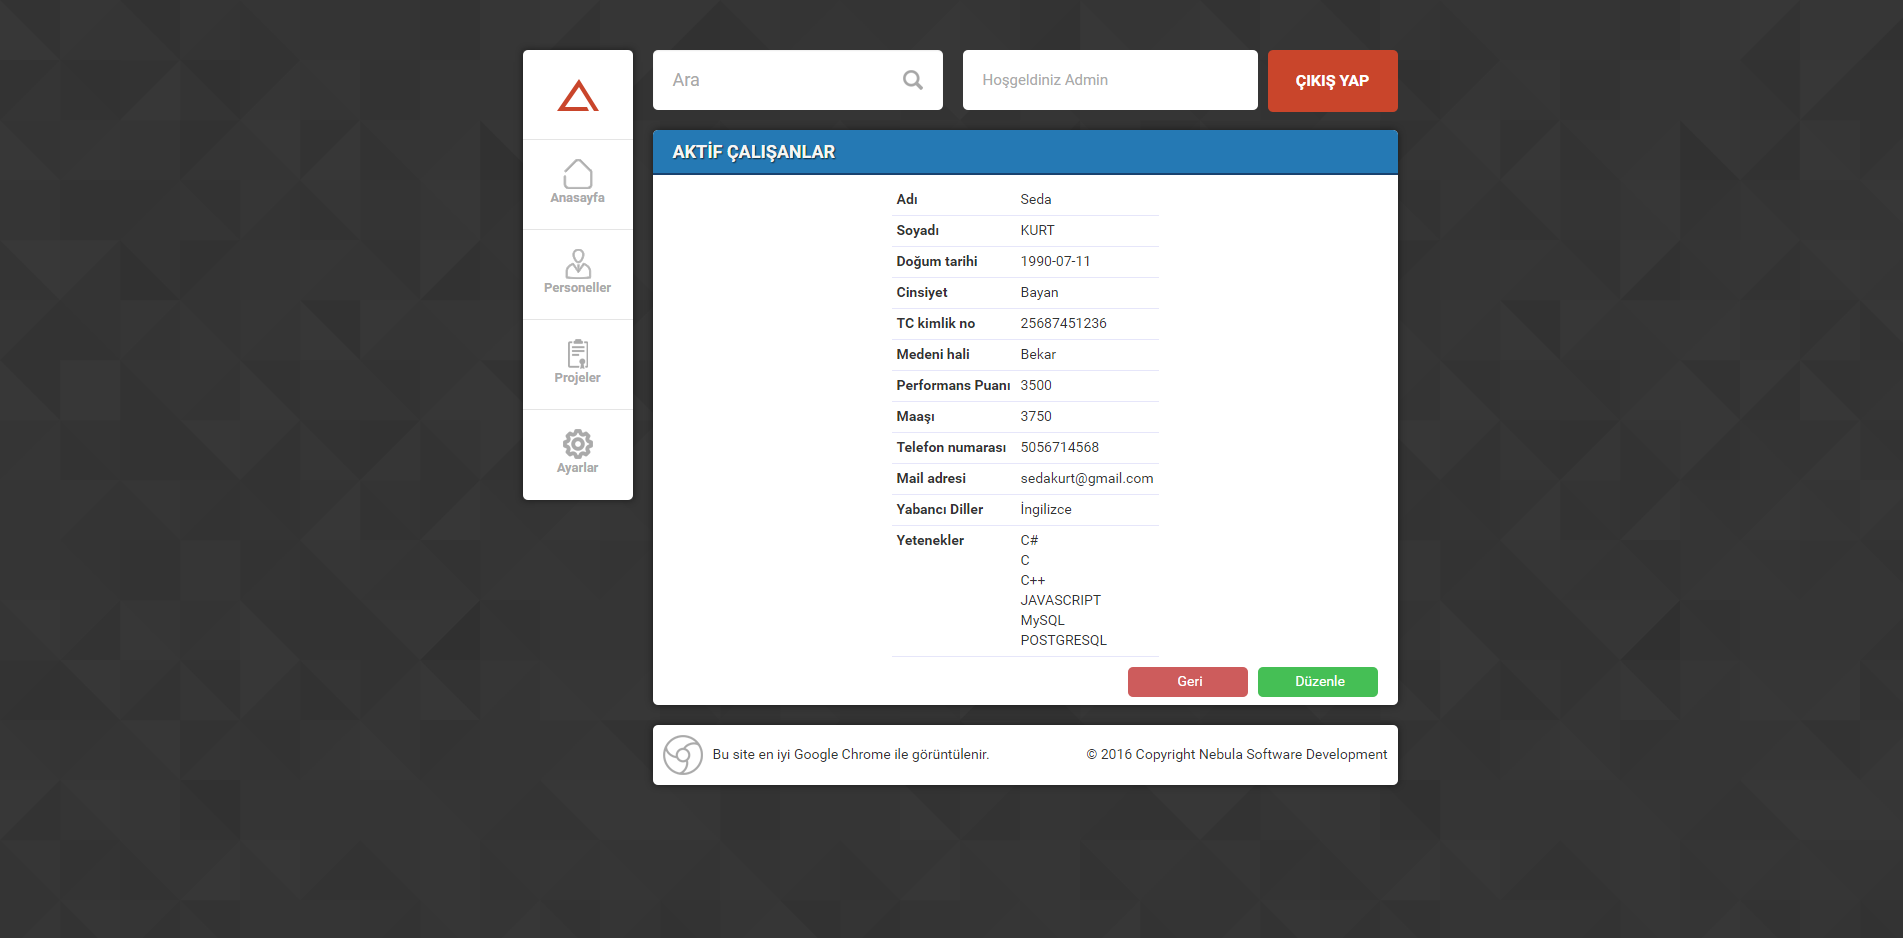 Ara
Hoşgeldiniz Admin
ÇIKIŞ YAP
Anasayfa
Personeller
Projeler
Ayarlar
AKTİF ÇALIŞANLAR
Adı Seda
Soyadı KURT
Doğum tarihi 1990-07-11
Cinsiyet Bayan
TC kimlik no 25687451236
Medeni hali Bekar
Performans Puanı 3500
Maaşı 3750
Telefon numarası 5056714568
Mail adresi sedakurt@gmail.com
Yabancı Diller İngilizce
Yetenekler C#
C
C++
JAVASCRIPT
MySQL
POSTGRESQL
Geri
Düzenle
Bu site en iyi Google Chrome ile görüntülenir.
© 2016 Copyright Nebula Software Development